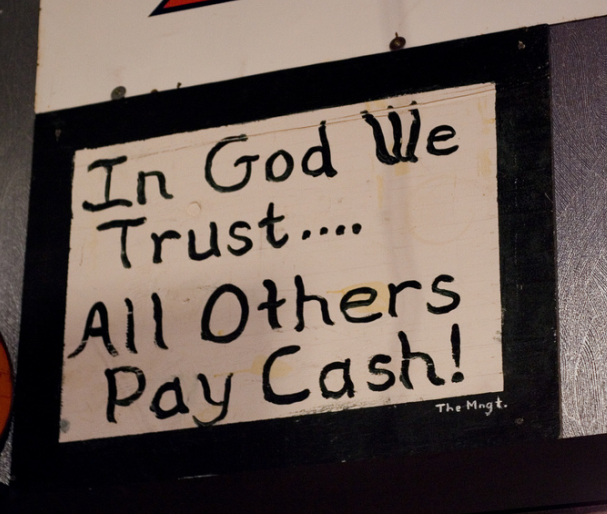 In God We
Trust....
All Others
Pay Cash!
The Mngt.